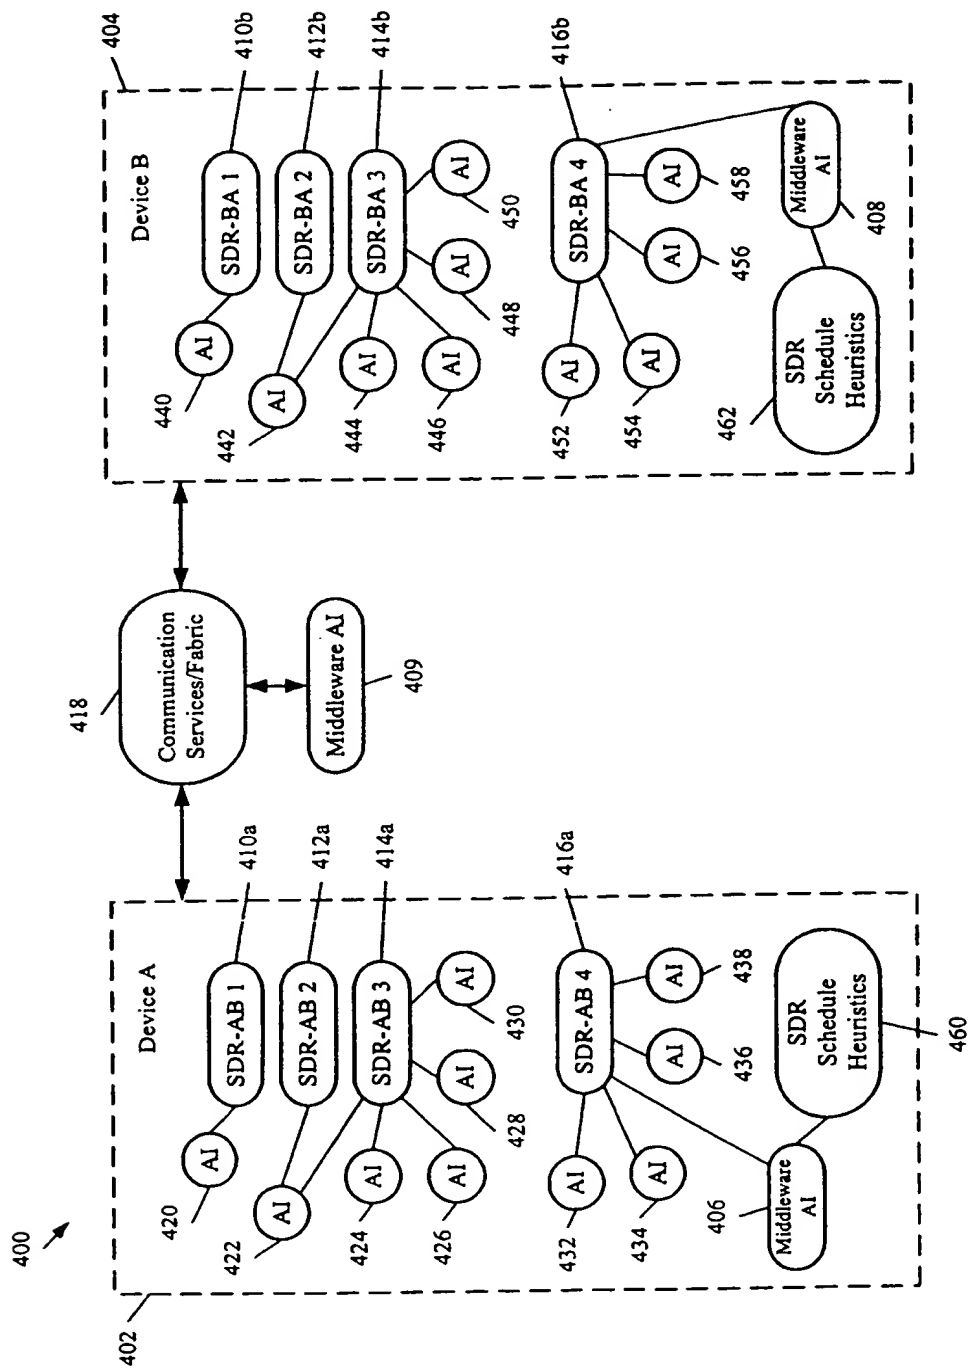 400
402
Device A
420
AI
SDR-AB 1
410a
422
AI
SDR-AB 2
412a
424
AI
SDR-AB 3
414a
426
AI
428
AI
430
AI
432
AI
SDR-AB 4
416a
434
AI
436
AI
438
AI
406
Middleware
AI
SDR
Schedule
Heuristics
460
418
Communication
Services/Fabric
Middleware AI
409
404
Device B
440
AI
SDR-BA 1
410b
442
AI
SDR-BA 2
412b
444
AI
SDR-BA 3
414b
446
AI
448
AI
450
AI
452
AI
SDR-BA 4
416b
454
AI
456
AI
458
AI
462
SDR
Schedule
Heuristics
Middleware
AI
408